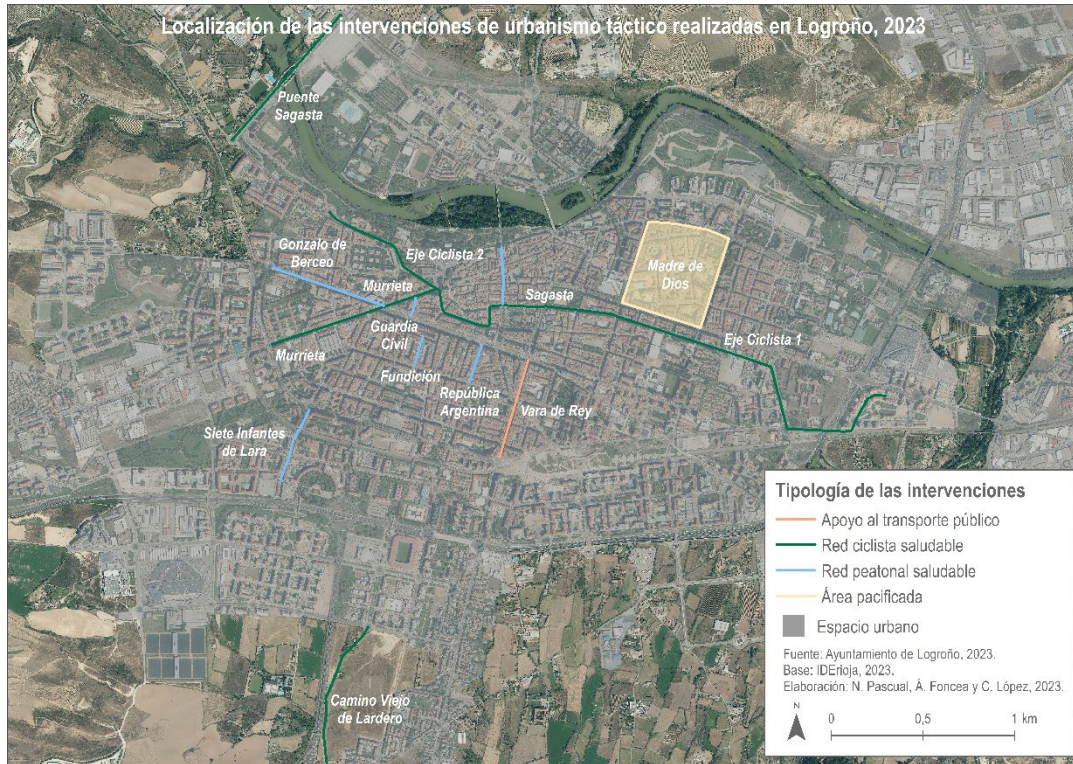 Localización de las intervenciones de urbanismo táctico realizadas en Logroño, 2023
Puente
Sagasta
Gonzalo de
Berceo
Eje Ciclista 2
Murrieta
Sagasta
Madre de
Dios
Guardia
Civil
Eje Ciclista 1
Murrieta
Fundición
República
Argentina
Vara de Rey
Siete Infantes
de Lara
Camino Viejo
de Lardero
Tipología de las intervenciones
Apoyo al transporte público
Red ciclista saludable
Red peatonal saludable
Área pacificada
Espacio urbano
Fuente: Ayuntamiento de Logroño, 2023.
Base: IDErioja, 2023.
Elaboración: N. Pascual, Á. Foncea y C. López, 2023.
N
0 0,5 1 km